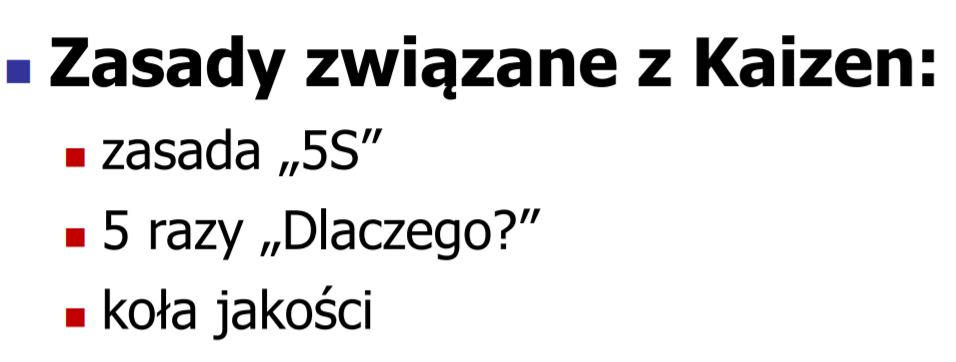 Zasady związane z Kaizen:
zasada „5S”
5 razy „Dlaczego?”
koła jakości